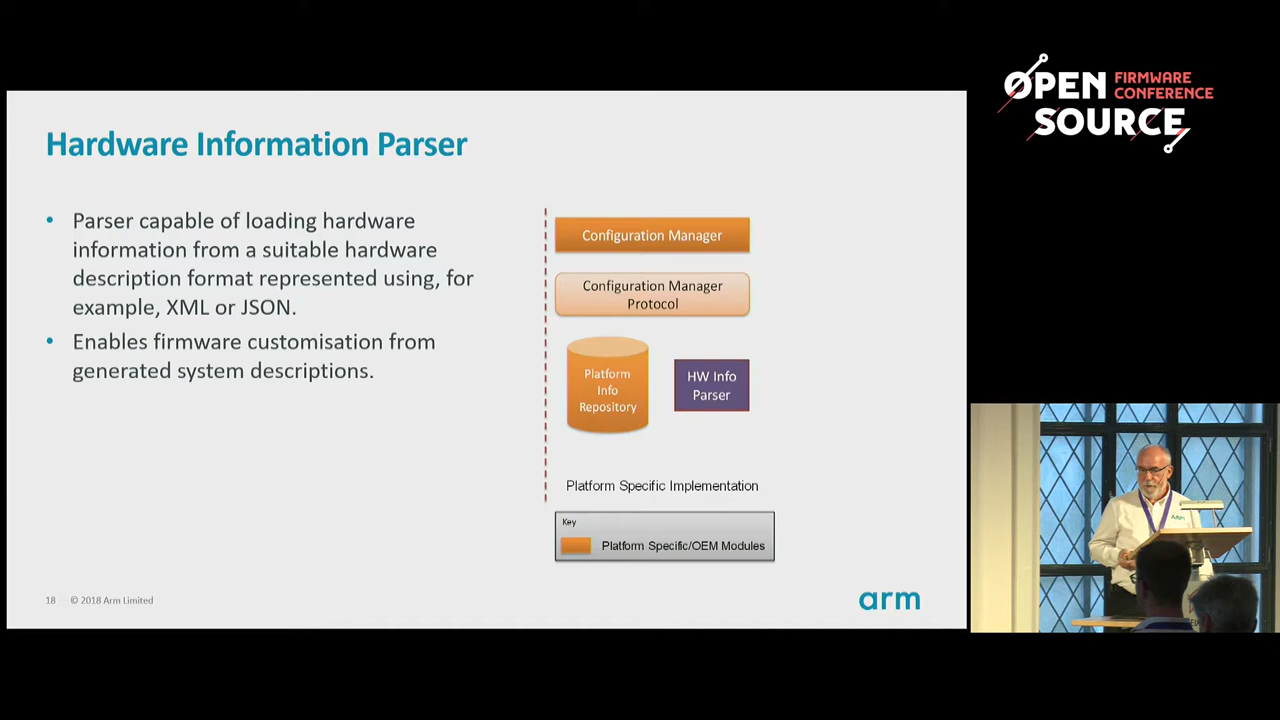 OPEN FIRMWARE
CONFERENCE
SOURCE
Hardware Information Parser
• Parser capable of loading hardware
information from a suitable hardware
description format represented using, for
example, XML or JSON.
• Enables firmware customisation from
generated system descriptions.
Configuration Manager
Configuration Manager
Protocol
Platform
Info
Repository
HW Info
Parser
Platform Specific Implementation
Key
Platform Specific/OEM Modules
18 © 2018 Arm Limited
arm